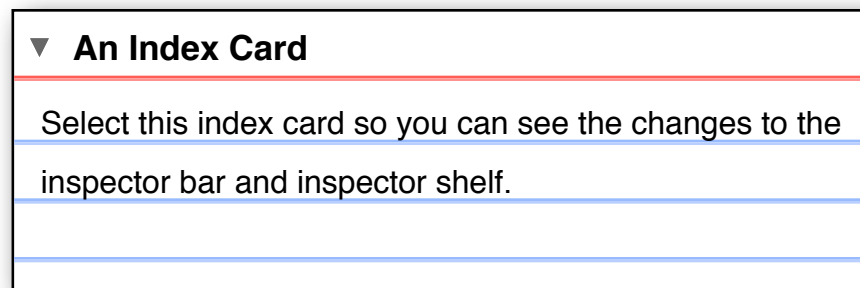 An Index Card
Select this index card so you can see the changes to the
inspector bar and inspector shelf.